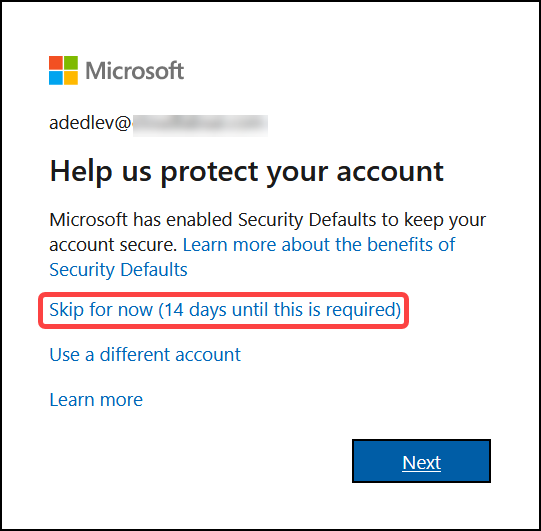 Microsoft
adedlev@
Help us protect your account
Microsoft has enabled Security Defaults to keep your
account secure. Learn more about the benefits of
Security Defaults
Skip for now (14 days until this is required)
Use a different account
Learn more
Next